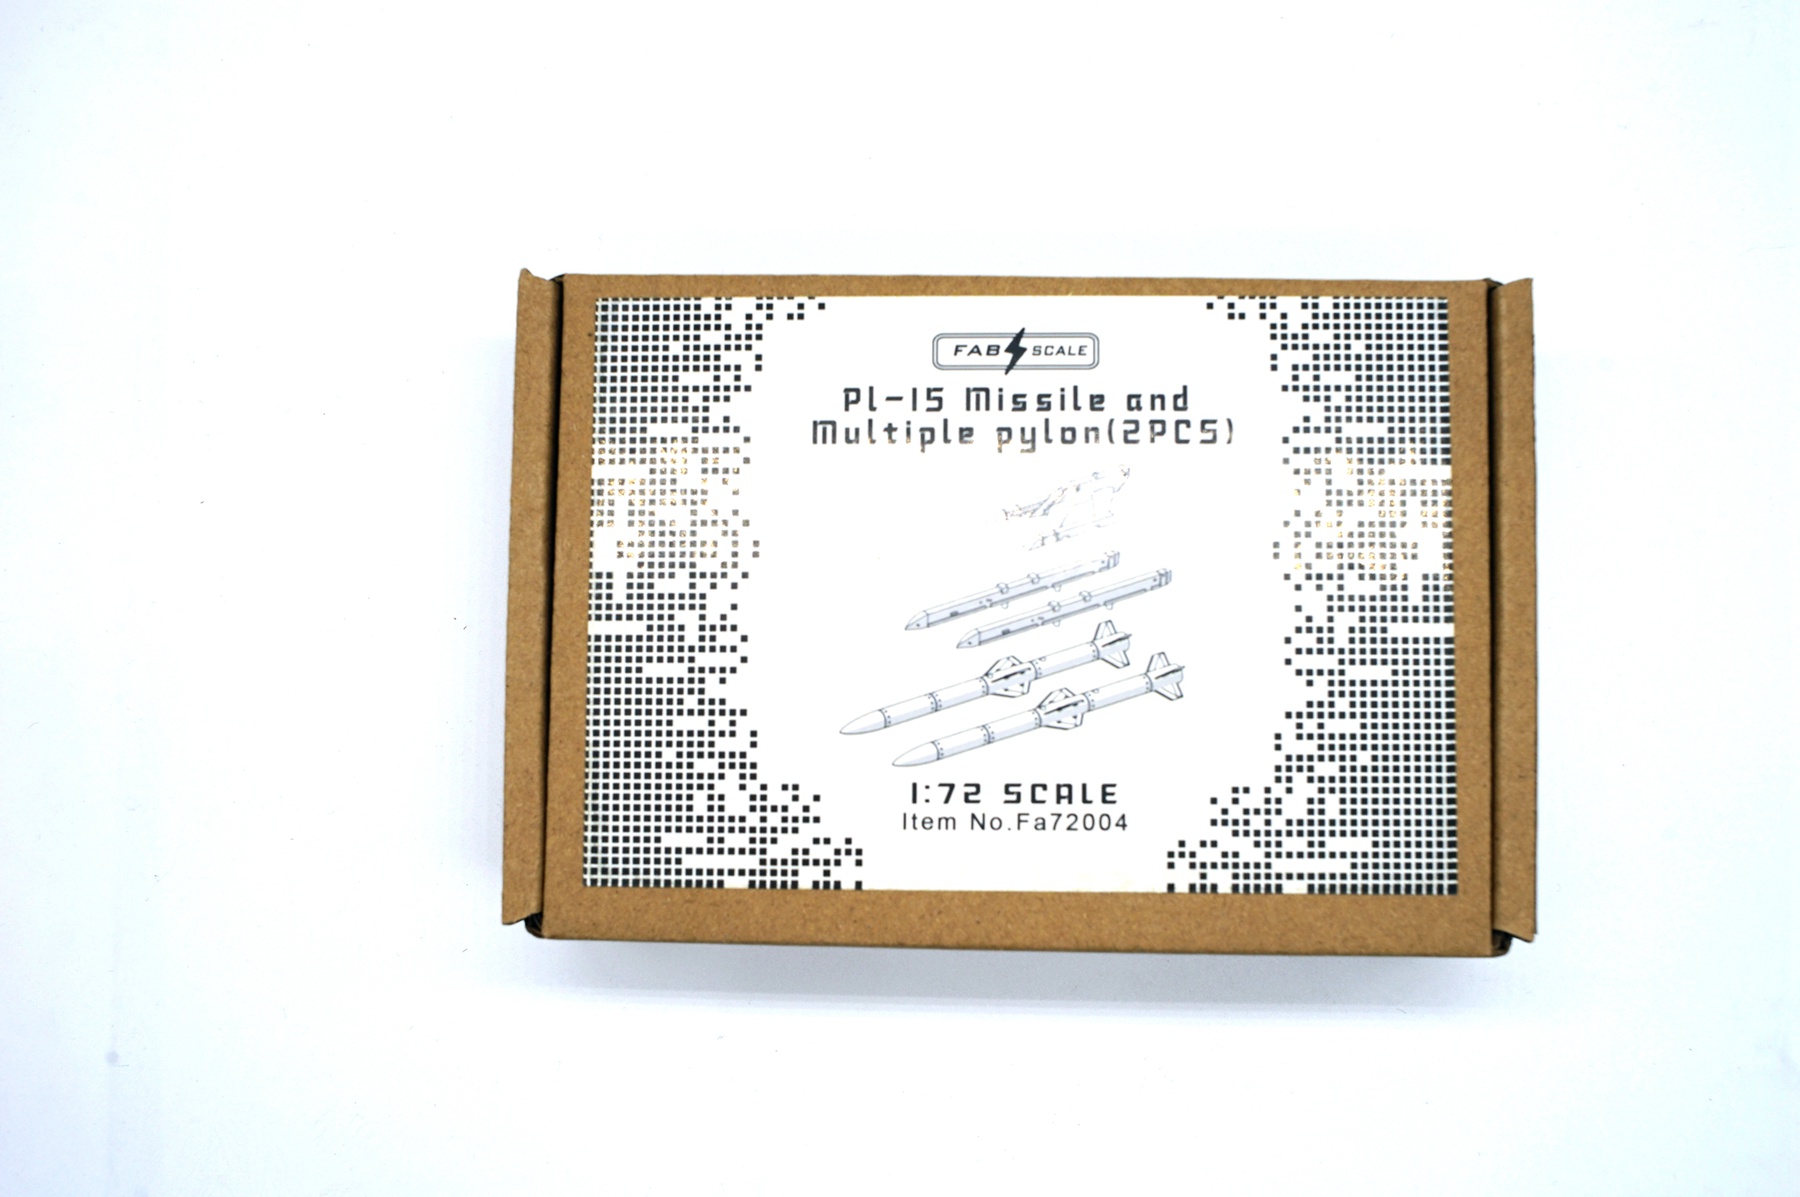 FAB SCALE
Pl-15 Missile and
Multiple pylon(2PCS)
1:72 SCALE
Item No.Fa72004